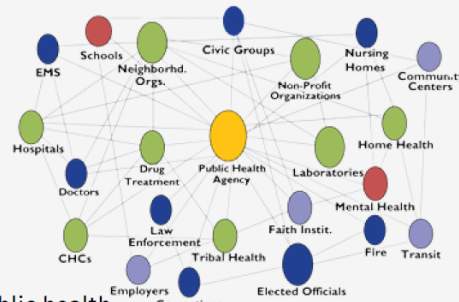 Civic Groups
Nursing
Homes
EMS
Schools
Neighborhd.
Orgs.
Non-Profit
Organizations
Centers
Hospitals
Drug
Treatment
Public Health
Agency
Laboratories
Home Health
Doctors
Mental Health
Law
Enforcement
Faith Instit.
CHCs
Tribal Health
Fire
Transit
Employers
Elected Officials
health